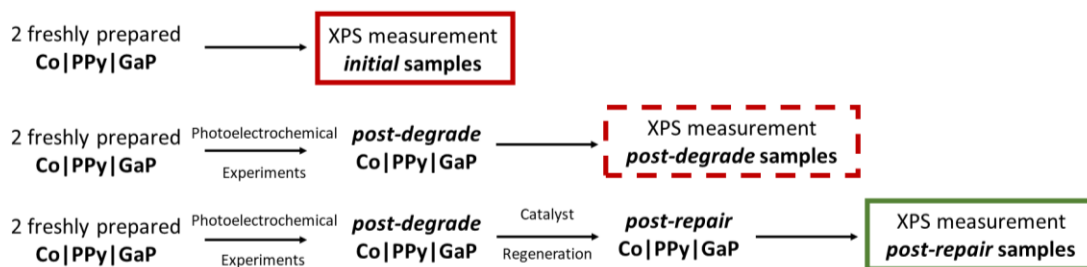 2 freshly prepared
Co|PPy|GaP
XPS measurement
initial samples
2 freshly prepared
Co|PPy|GaP
Photoelectrochemical
Experiments
post-degrade
Co|PPy|GaP
XPS measurement
post-degrade samples
2 freshly prepared
Co|PPy|GaP
Photoelectrochemical
Experiments
post-degrade
Co|PPy|GaP
Catalyst
Regeneration
post-repair
Co|PPy|GaP
XPS measurement
post-repair samples